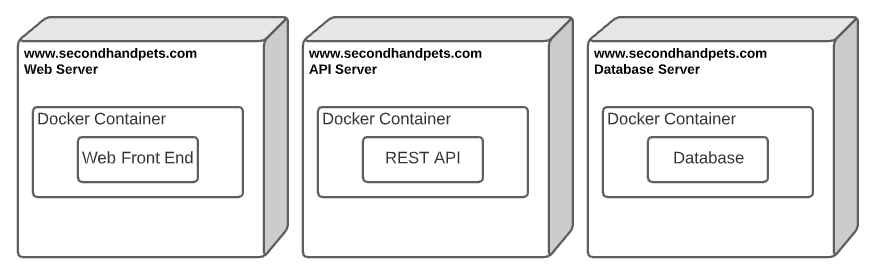 www.secondhandpets.com
Web Server
Docker Container
Web Front End
www.secondhandpets.com
API Server
Docker Container
REST API
www.secondhandpets.com
Database Server
Docker Container
Database